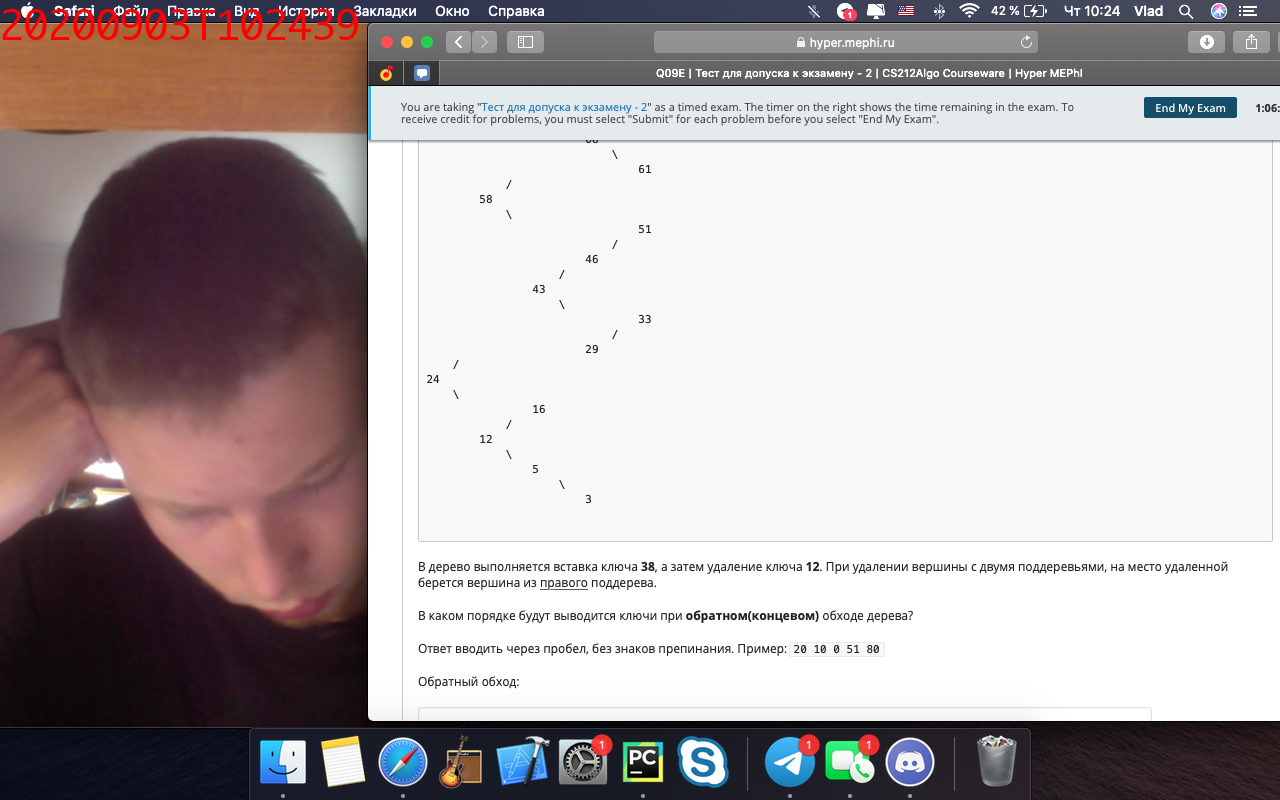 20200903T102439
Safari Файл Правка Вид История Закладки Окно Справка
1 42 % Чт 10:24 Vlad
hyper.mephi.ru
Q09E | Тест для допуска к экзамену - 2 | CS212Algo Courseware | Hyper MEPhI
You are taking "Тест для допуска к экзамену - 2" as a timed exam. The timer on the right shows the time remaining in the exam. To
receive credit for problems, you must select "Submit" for each problem before you select "End My Exam".
End My Exam
1:06:
\
61
/
58
\
51
/
46
/
43
\
33
/
29
/
24
\
16
/
12
\
5
\
3
В дерево выполняется вставка ключа 38, а затем удаление ключа 12. При удалении вершины с двумя поддеревьями, на место удаленной
берется вершина из правого поддерева.
В каком порядке будут выводится ключи при обратном(концевом) обходе дерева?
Ответ вводить через пробел, без знаков препинания. Пример: 20 10 0 51 80
Обратный обход:
1
PC
1
1